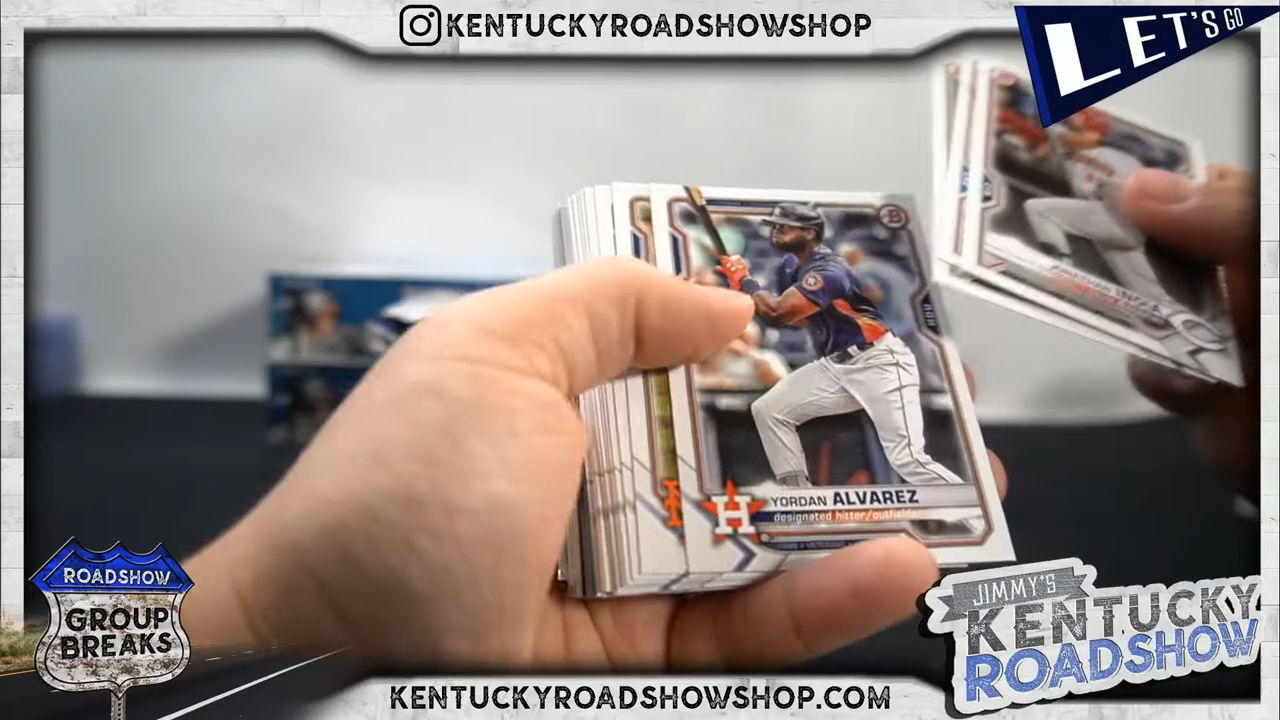 KENTUCKYROADSHOWSHOP
LET'S GO
B
YORDAN ALVAREZ
designated hitter/outfielder
H
ROADSHOW
GROUP
BREAKS
JIMMY'S
KENTUCKY
ROADSHOW
KENTUCKYROADSHOWSHOP.COM